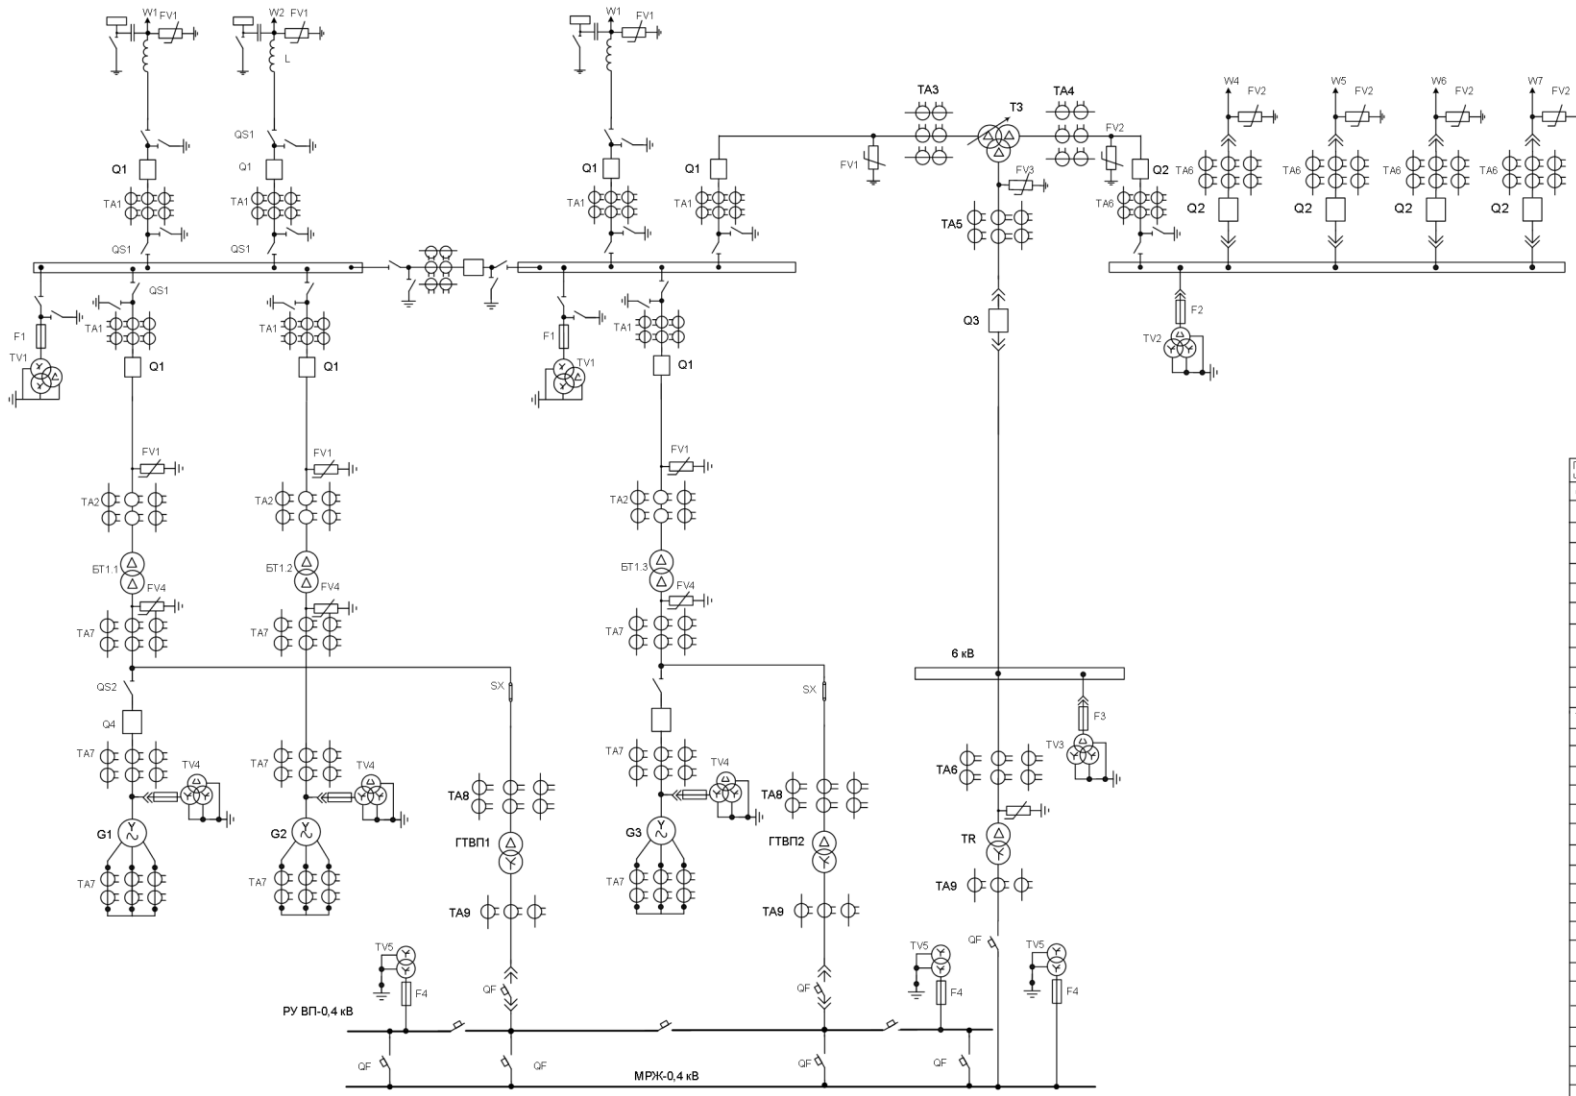 W1 FV1 W2 FV1 W1 FV1
L
W4 W5 W6 W7
FV2 FV2 FV2 FV2
TA3 T3 TA4
FV2
QS1
Q1 Q1 Q1 Q1 FV1 Q2
TA6 TA6 TA6 TA6
FV3
TA1 TA1 TA1 TA1 TA6
Q2 Q2 Q2 Q2
TA5
QS1 QS1
QS1
F2
TA1 TA1 TA1 Q3
F1 F1
TV2
TV1 TV1
Q1 Q1 Q1
FV1 FV1 FV1
TA2 TA2 TA2
БТ1.1 БТ1.2 БТ1.3
FV4 FV4 FV4
TA7 TA7 TA7
6 кВ
QS2 SX SX
F3
Q4
TV3
TA7 TA7 TA7
TV4 TV4 TV4 TA6
TA8 TA8
G1 G2 ГТВП1 G3 ГТВП2 TR
TA7 TA7 TA7 TA9
TA9 TA9
TV5 TV5 QF TV5
QF F4 QF F4 F4
РУ ВП-0,4 кВ
QF QF QF QF
МРЖ-0,4 кВ